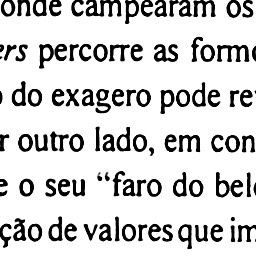 onde campearam os
ers percorre as forme
o do exagero pode re
r outro lado, em con
e o seu “faro do bel
ção de valores que im